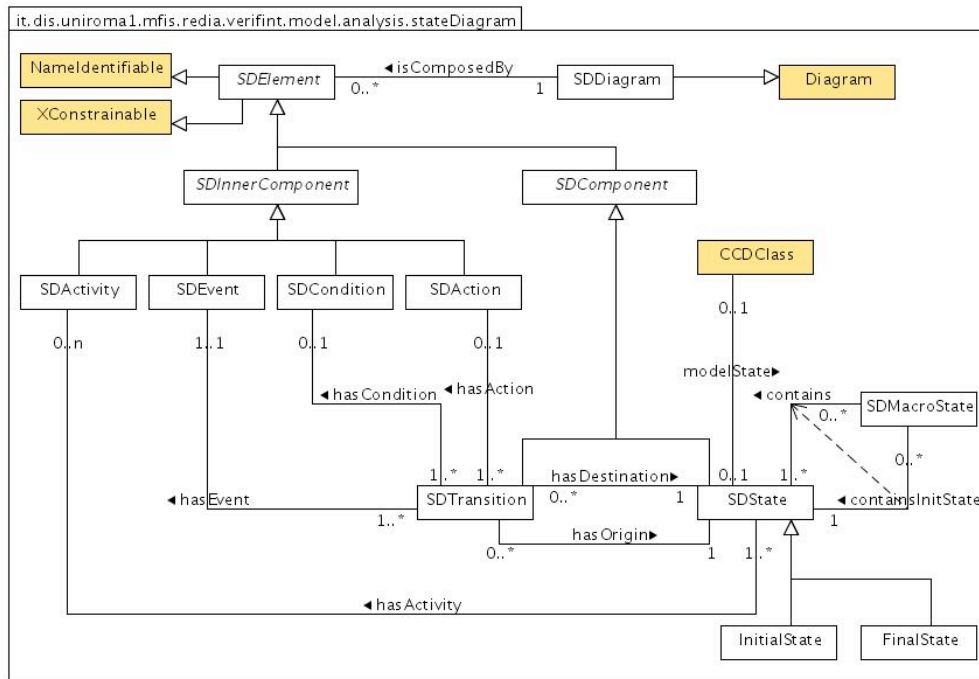 it.dis.uniroma1.mfis.redia.verifint.model.analysis.stateDiagram
NameIdentifiable
SDElement
◄ isComposedBy
SDDiagram
Diagram
0..*
1
XConstrainable
SDInnerComponent
SDComponent
CCDClass
SDActivity
SDEvent
SDCondition
SDAction
0..n
1..1
0..1
0..1
0..1
modelState►
◄ hasCondition
◄ hasAction
◄ contains
0..*
SDMacroState
0..*
1..*
1..*
hasDestination►
0..1
1..*
◄ hasEvent
SDTransition
0..*
1
SDState
◄ containsInitState
1..*
1
hasOrigin►
0..*
1
1..*
◄ hasActivity
InitialState
FinalState